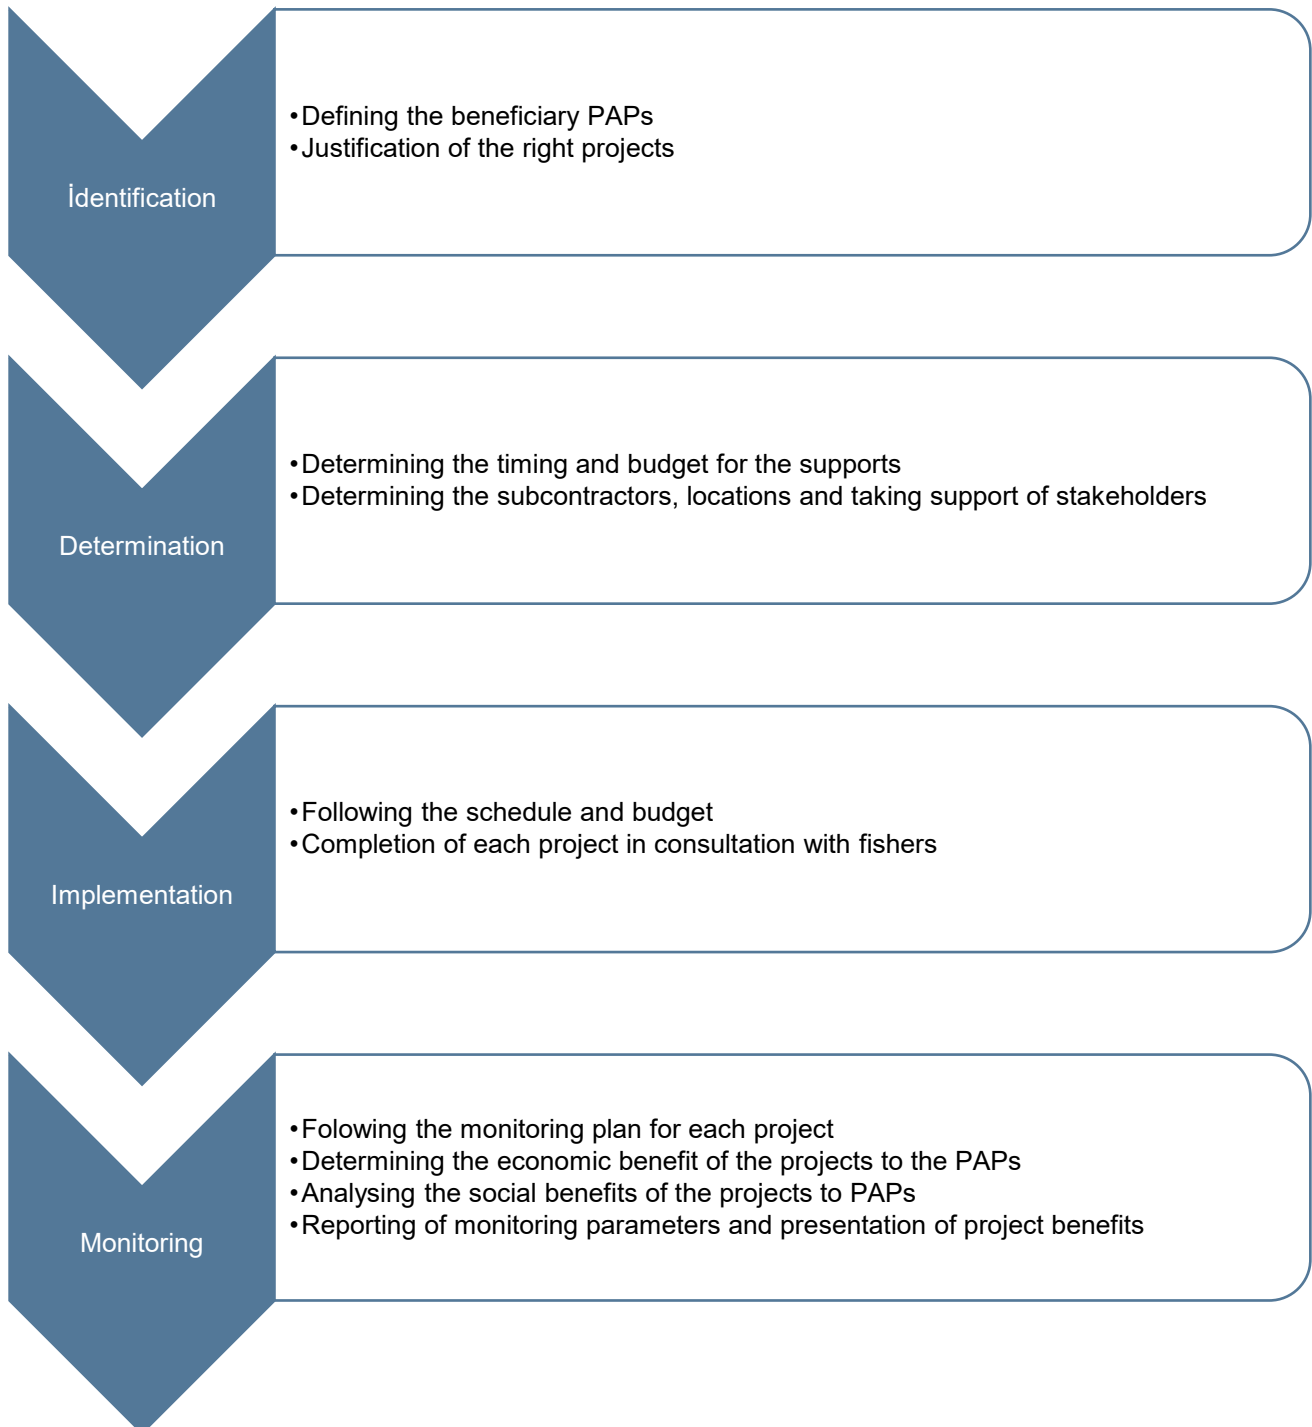 •Defining the beneficiary PAPs
•Justification of the right projects
İdentification
•Determining the timing and budget for the supports
•Determining the subcontractors, locations and taking support of stakeholders
Determination
•Following the schedule and budget
•Completion of each project in consultation with fishers
Implementation
•Folowing the monitoring plan for each project
•Determining the economic benefit of the projects to the PAPs
•Analysing the social benefits of the projects to PAPs
•Reporting of monitoring parameters and presentation of project benefits
Monitoring